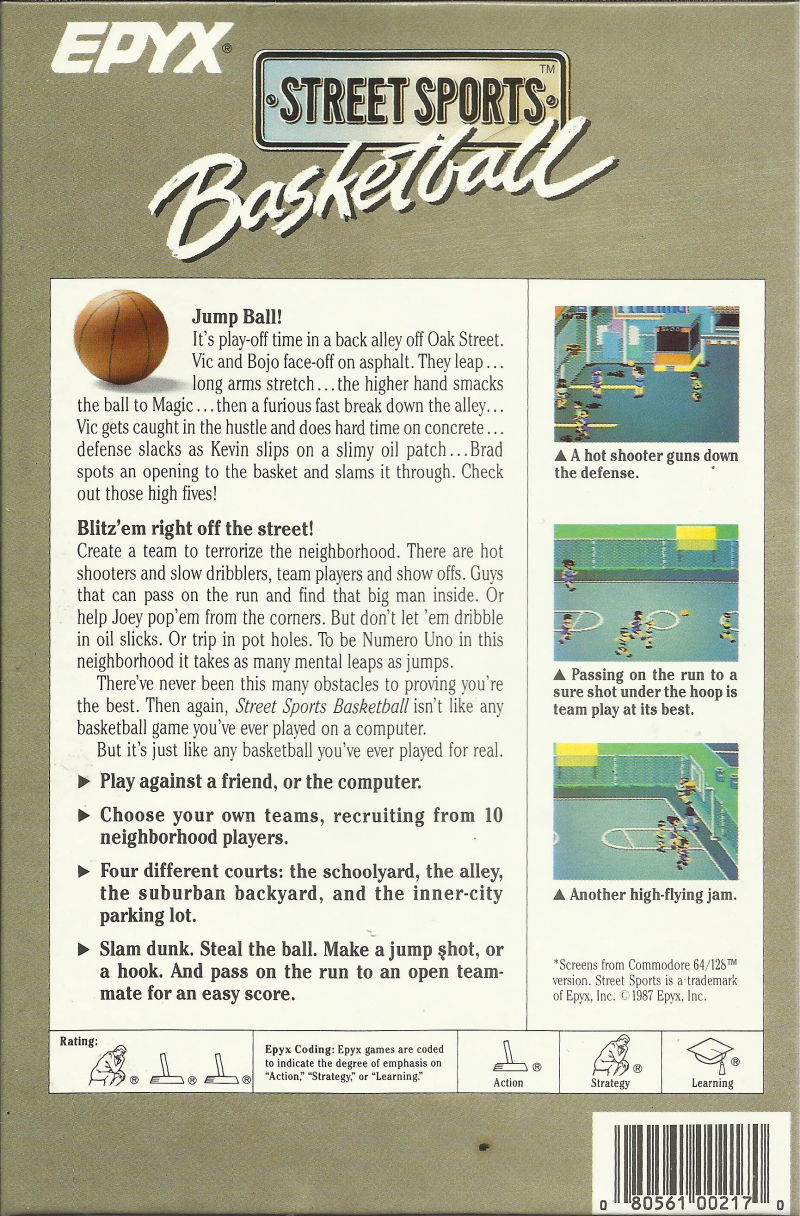 EPYX®
STREET SPORTS™
Basketball
Jump Ball!
It's play-off time in a back alley off Oak Street.
Vic and Bojo face-off on asphalt. They leap...
long arms stretch...the higher hand smacks
the ball to Magic...then a furious fast break down the alley...
Vic gets caught in the hustle and does hard time on concrete...
defense slacks as Kevin slips on a slimy oil patch...Brad
spots an opening to the basket and slams it through. Check
out those high fives!
Blitz'em right off the street!
Create a team to terrorize the neighborhood. There are hot
shooters and slow dribblers, team players and show offs. Guys
that can pass on the run and find that big man inside. Or
help Joey pop'em from the corners. But don't let 'em dribble
in oil slicks. Or trip in pot holes. To be Numero Uno in this
neighborhood it takes as many mental leaps as jumps.
There've never been this many obstacles to proving you're
the best. Then again, Street Sports Basketball isn't like any
basketball game you've ever played on a computer.
But it's just like any basketball you've ever played for real.
▶ Play against a friend, or the computer.
▶ Choose your own teams, recruiting from 10
neighborhood players.
▶ Four different courts: the schoolyard, the alley,
the suburban backyard, and the inner-city
parking lot.
▶ Slam dunk. Steal the ball. Make a jump shot, or
a hook. And pass on the run to an open team-
mate for an easy score.
▲ A hot shooter guns down
the defense.
▲ Passing on the run to a
sure shot under the hoop is
team play at its best.
▲ Another high-flying jam.
*Screens from Commodore 64/128™
version. Street Sports is a trademark
of Epyx, Inc. © 1987 Epyx, Inc.
Rating:
® ® ®
Epyx Coding: Epyx games are coded
to indicate the degree of emphasis on
"Action," "Strategy," or "Learning."
®
Action
®
Strategy
®
Learning
0 80561 00217 0